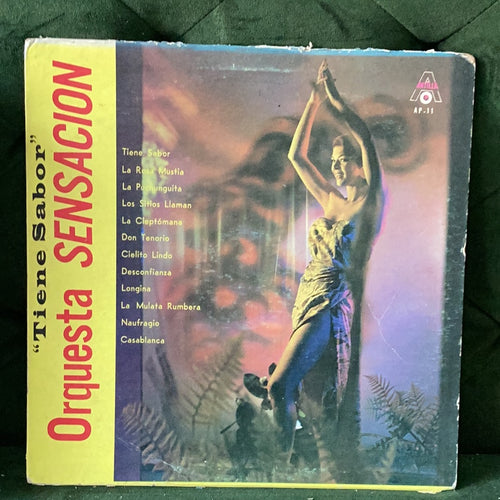 "Tiene Sabor"
Orquesta SENSACION
ANTILLA
AP-11
Tiene Sabor
La Rosa Mustia
La Pachunguita
Los Sitios Llaman
La Cleptómana
Don Tenorio
Cielito Lindo
Desconfianza
Longina
La Mulata Rumbera
Naufragio
Casablanca